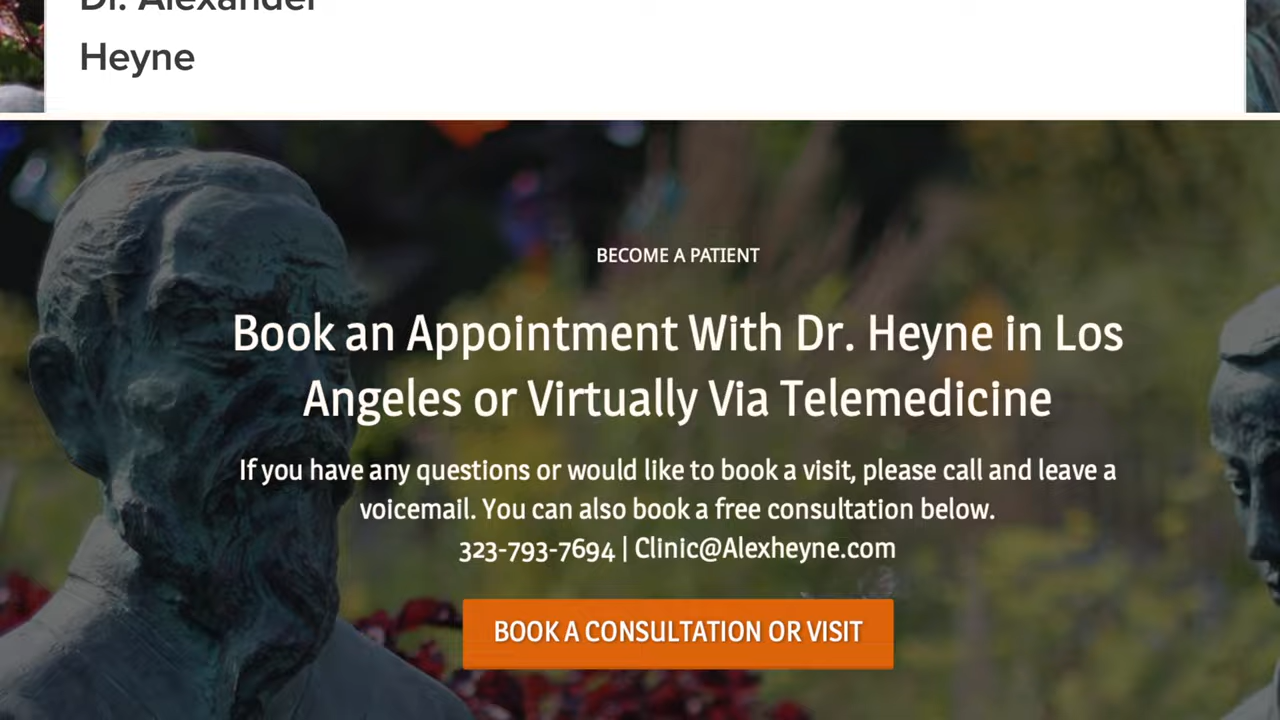 Dr. Alexander
Heyne
BECOME A PATIENT
Book an Appointment With Dr. Heyne in Los
Angeles or Virtually Via Telemedicine
If you have any questions or would like to book a visit, please call and leave a
voicemail. You can also book a free consultation below.
323-793-7694 | Clinic@Alexheyne.com
BOOK A CONSULTATION OR VISIT